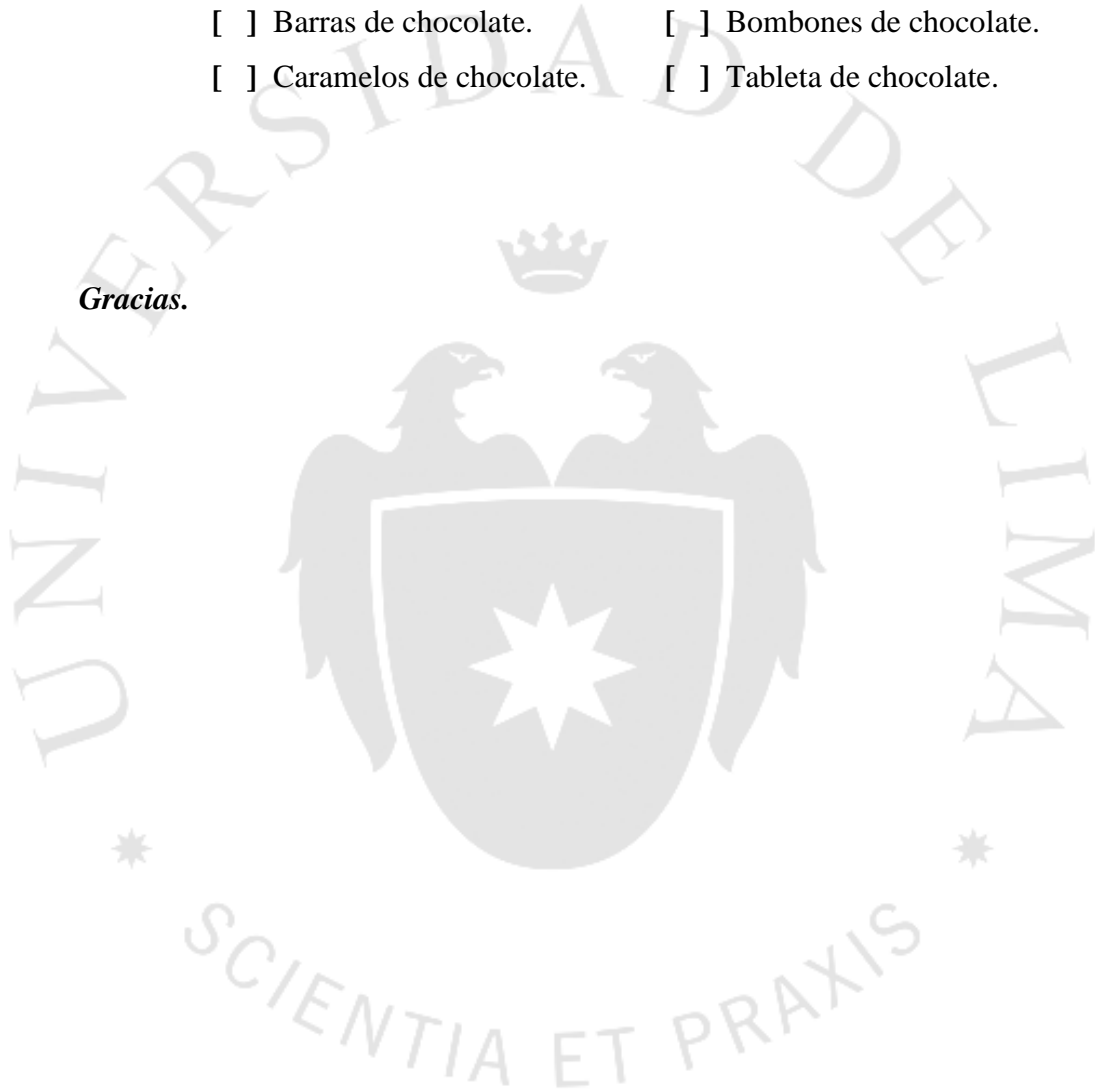 [ ] Barras de chocolate. [ ] Bombones de chocolate.
[ ] Caramelos de chocolate. [ ] Tableta de chocolate.
Gracias.
UNIVERSIDAD DE LIMA
SCIENTIA ET PRAXIS